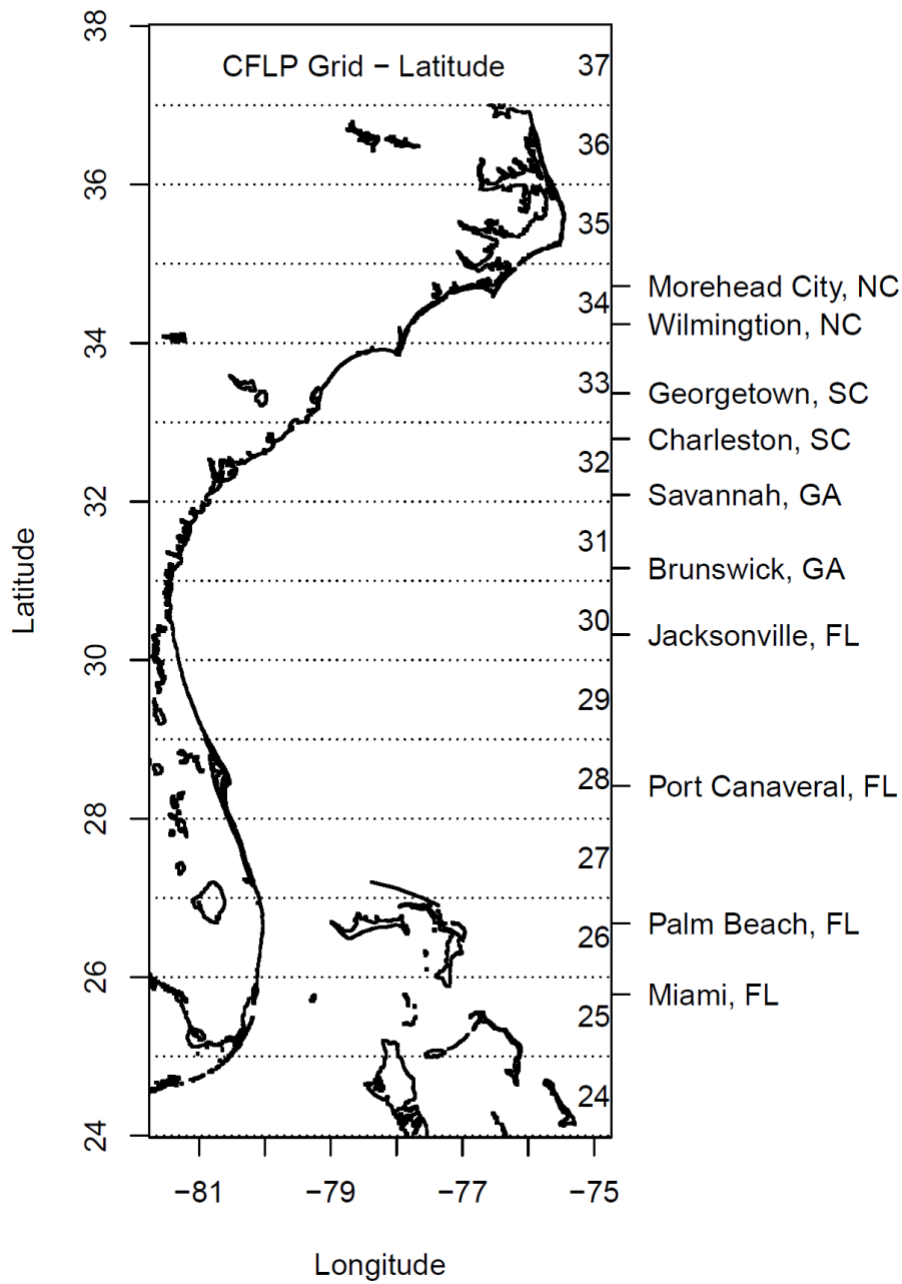 38
CFLP Grid − Latitude
37
36
36
35
Morehead City, NC
34
Wilmingtion, NC
34
33
Georgetown, SC
Charleston, SC
32
32
Savannah, GA
31
Brunswick, GA
30
Jacksonville, FL
30
29
28
Port Canaveral, FL
28
27
26
Palm Beach, FL
26
Miami, FL
25
24
24
−81 −79 −77 −75
Latitude
Longitude